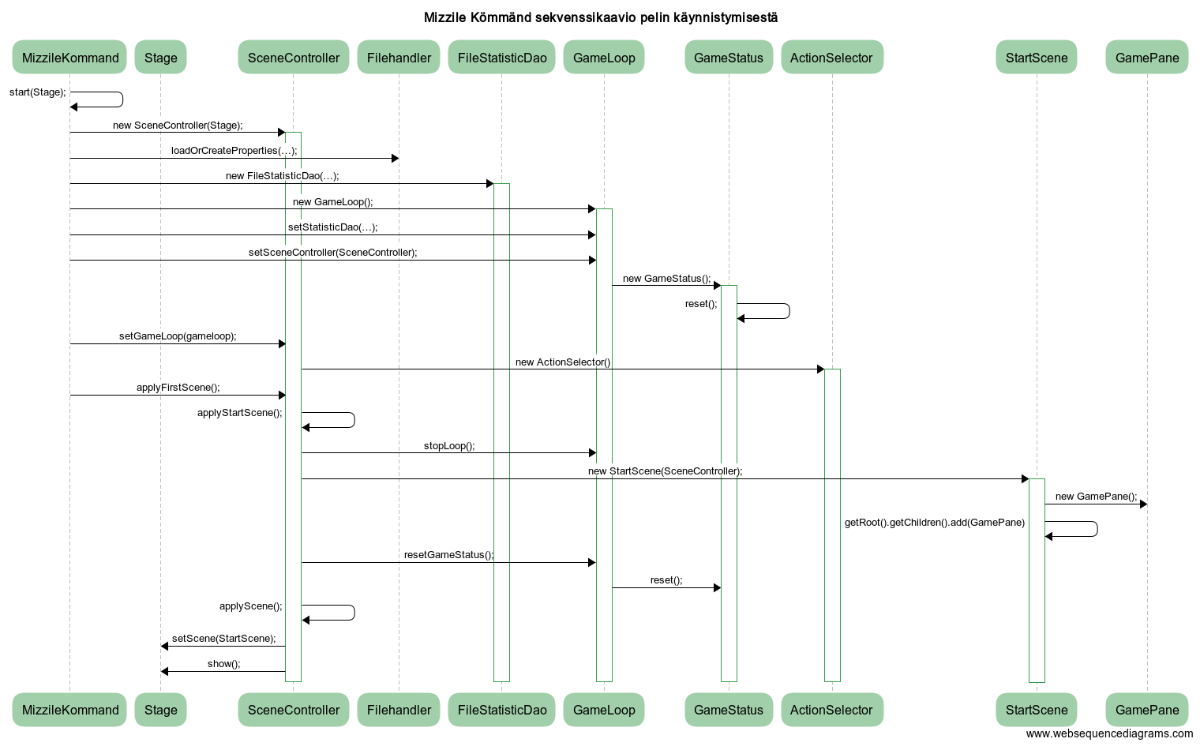 Mizzile Kömmänd sekvenssikaavio pelin käynnistymisestä
MizzileKommand Stage SceneController Filehandler FileStatisticDao GameLoop GameStatus ActionSelector StartScene GamePane
start(Stage);
new SceneController(Stage);
loadOrCreateProperties(...);
new FileStatisticDao(...);
new GameLoop();
setStatisticDao(...);
setSceneController(SceneController);
new GameStatus();
reset();
setGameLoop(gameloop);
new ActionSelector()
applyFirstScene();
applyStartScene();
stopLoop();
new StartScene(SceneController);
new GamePane();
getRoot().getChildren().add(GamePane)
resetGameStatus();
reset();
applyScene();
setScene(StartScene);
show();
MizzileKommand Stage SceneController Filehandler FileStatisticDao GameLoop GameStatus ActionSelector StartScene GamePane
www.websequencediagrams.com